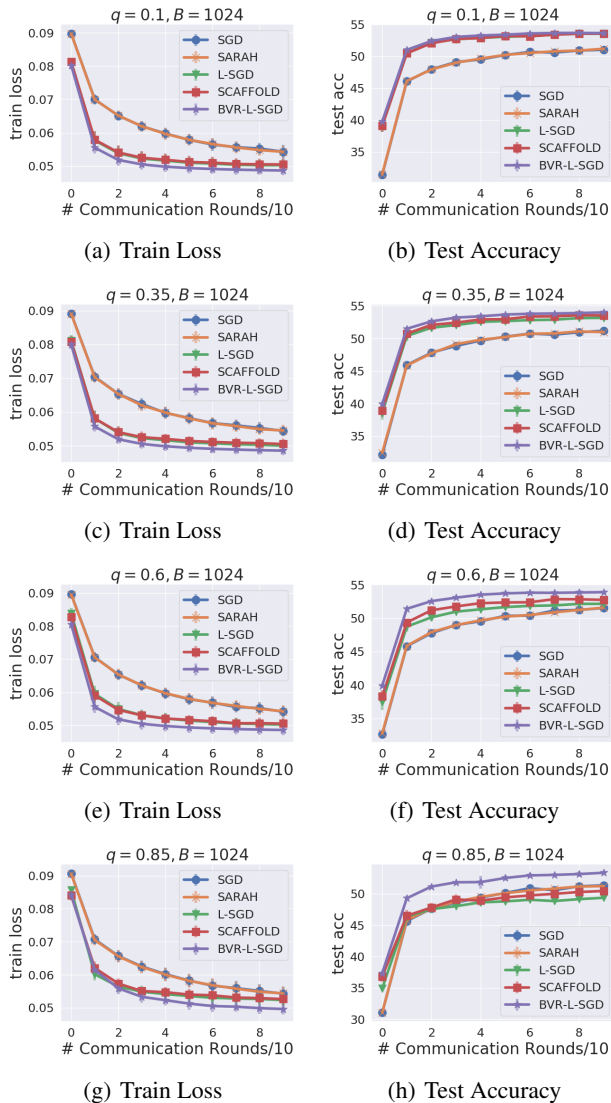 q = 0.1, B = 1024
q = 0.1, B = 1024
train loss
0.09
0.08
0.07
0.06
0.05
SGD
SARAH
L-SGD
SCAFFOLD
BVR-L-SGD
0 2 4 6 8
# Communication Rounds/10
test acc
55
50
45
40
35
SGD
SARAH
L-SGD
SCAFFOLD
BVR-L-SGD
0 2 4 6 8
# Communication Rounds/10
(a) Train Loss
(b) Test Accuracy
q = 0.35, B = 1024
q = 0.35, B = 1024
train loss
0.09
0.08
0.07
0.06
0.05
SGD
SARAH
L-SGD
SCAFFOLD
BVR-L-SGD
0 2 4 6 8
# Communication Rounds/10
test acc
55
50
45
40
35
SGD
SARAH
L-SGD
SCAFFOLD
BVR-L-SGD
0 2 4 6 8
# Communication Rounds/10
(c) Train Loss
(d) Test Accuracy
q = 0.6, B = 1024
q = 0.6, B = 1024
train loss
0.09
0.08
0.07
0.06
0.05
SGD
SARAH
L-SGD
SCAFFOLD
BVR-L-SGD
0 2 4 6 8
# Communication Rounds/10
test acc
55
50
45
40
35
SGD
SARAH
L-SGD
SCAFFOLD
BVR-L-SGD
0 2 4 6 8
# Communication Rounds/10
(e) Train Loss
(f) Test Accuracy
q = 0.85, B = 1024
q = 0.85, B = 1024
train loss
0.09
0.08
0.07
0.06
0.05
SGD
SARAH
L-SGD
SCAFFOLD
BVR-L-SGD
0 2 4 6 8
# Communication Rounds/10
test acc
50
45
40
35
30
SGD
SARAH
L-SGD
SCAFFOLD
BVR-L-SGD
0 2 4 6 8
# Communication Rounds/10
(g) Train Loss
(h) Test Accuracy